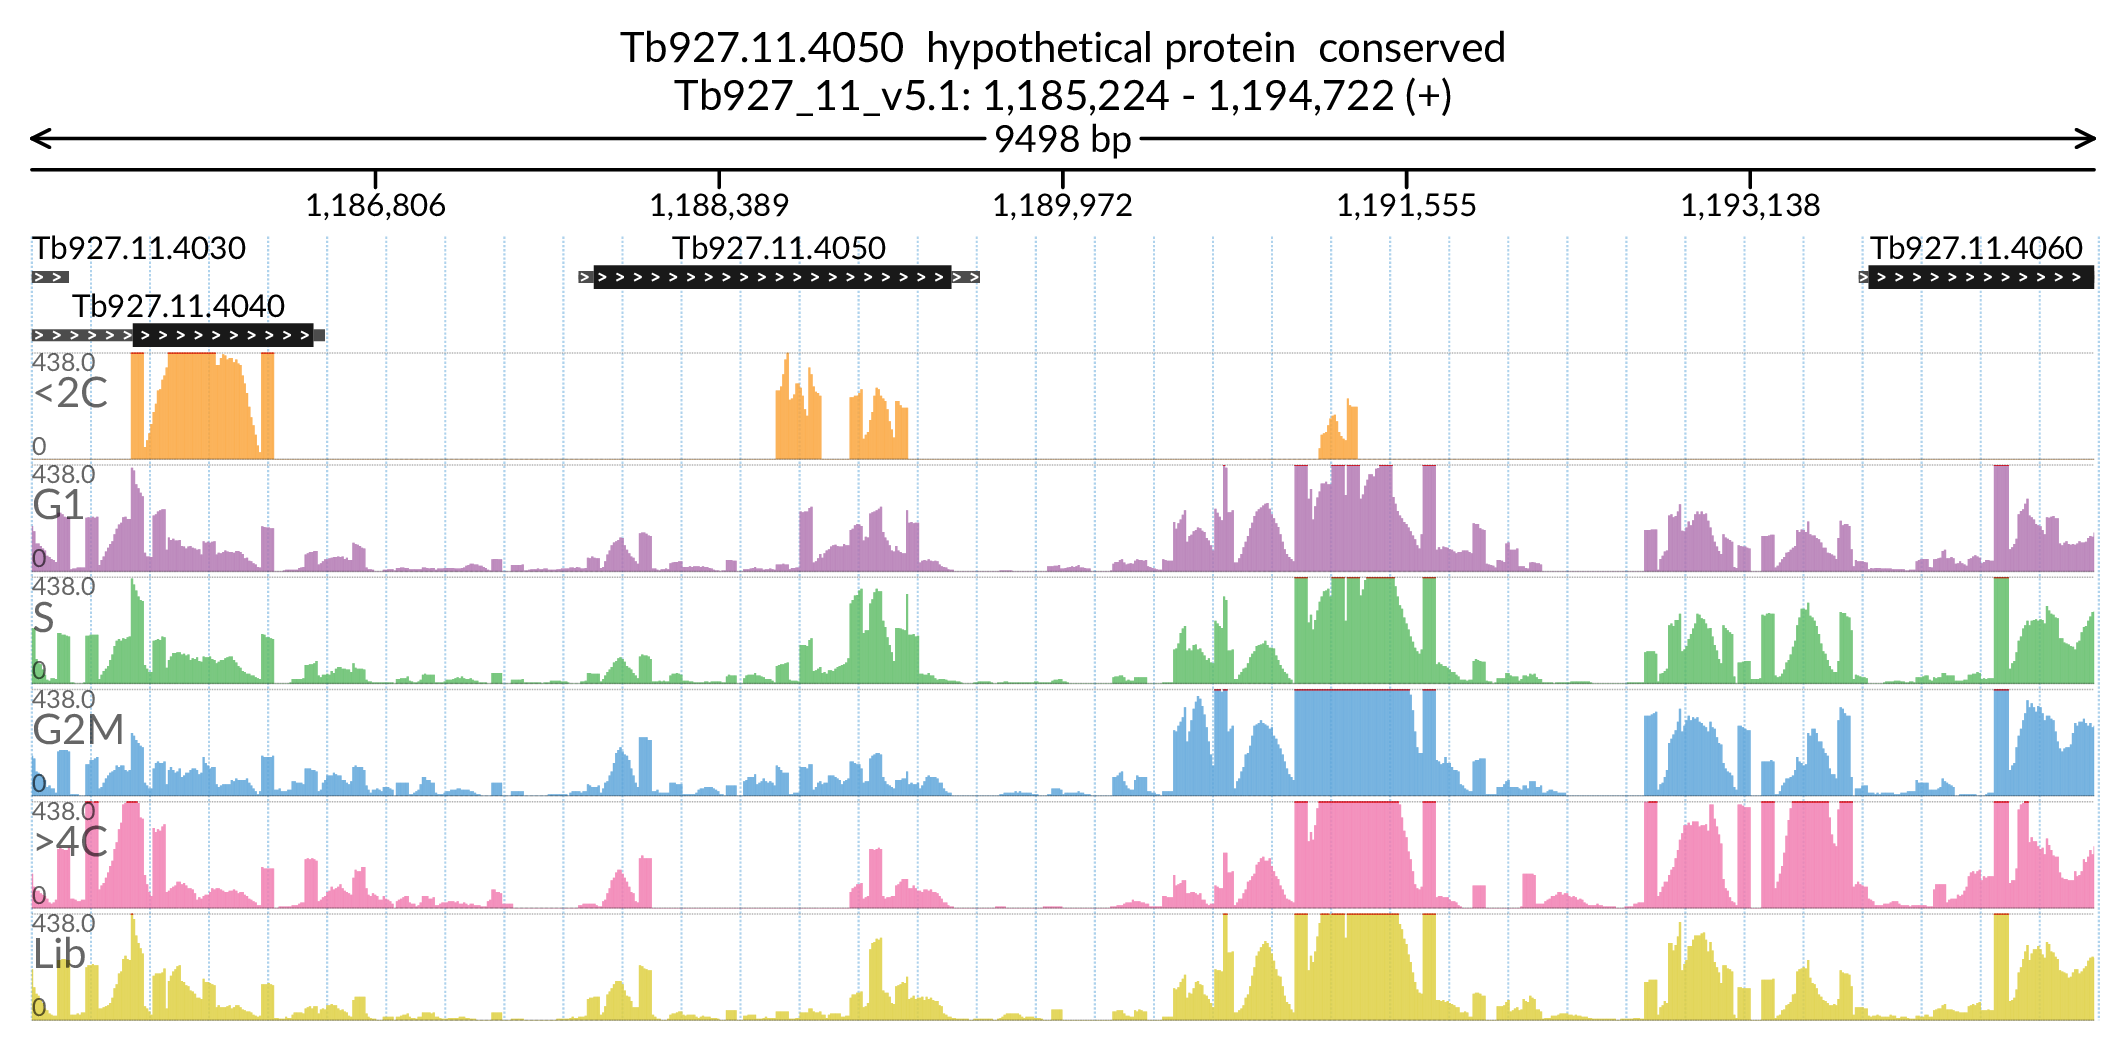 Tb927.11.4050  hypothetical protein  conserved
Tb927_11_v5.1: 1,185,224 - 1,194,722 (+)
9498 bp
1,186,806 1,188,389 1,189,972 1,191,555 1,193,138
Tb927.11.4030 Tb927.11.4050 Tb927.11.4060
Tb927.11.4040
438.0
<2C
0
438.0
G1
0
438.0
S
0
438.0
G2M
0
438.0
>4C
0
438.0
Lib
0